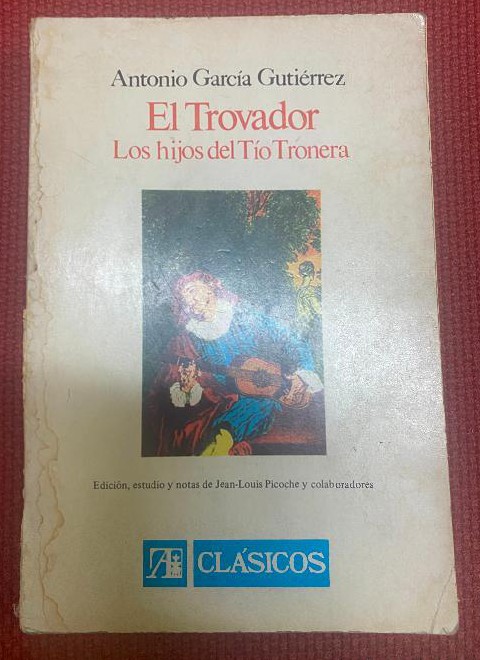 Antonio García Gutiérrez
El Trovador
Los hijos del Tío Tronera
Edición, estudio y notas de Jean-Louis Picoche y colaboradores
CLÁSICOS